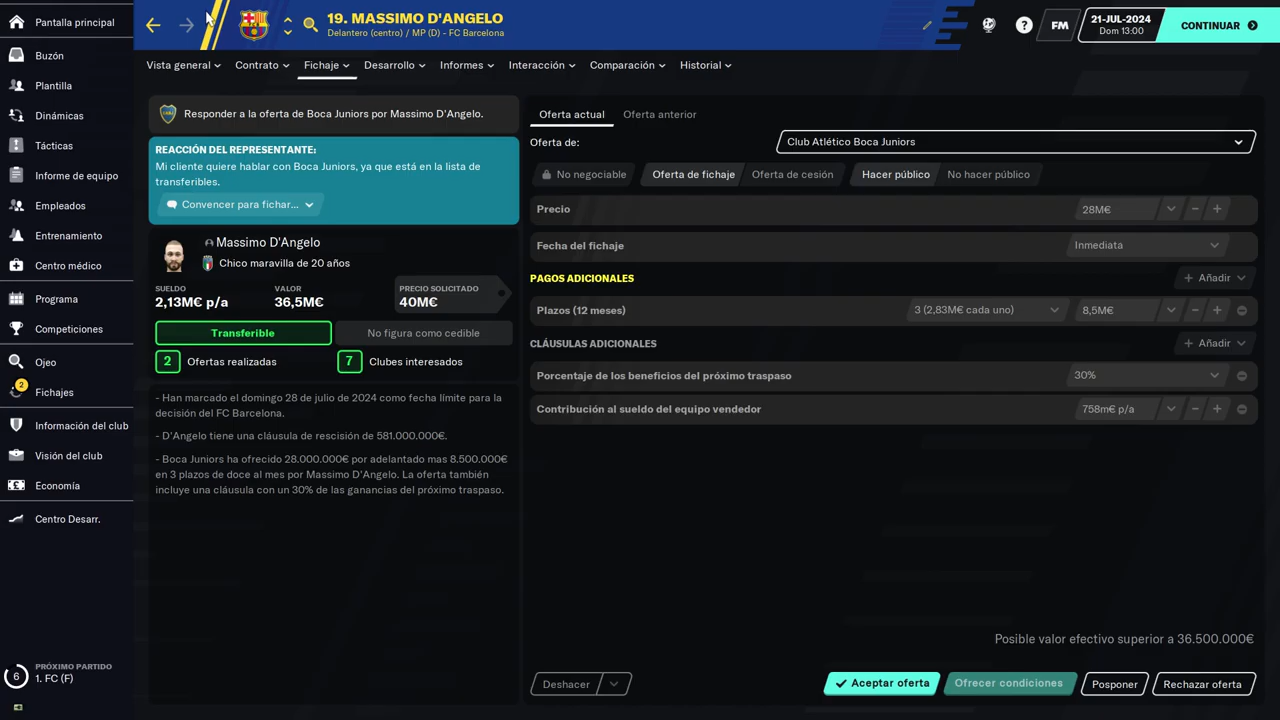 Pantalla principal
Buzón
Plantilla
Dinámicas
Tácticas
Informe de equipo
Empleados
Entrenamiento
Centro médico
Programa
Competiciones
Ojeo
2
Fichajes
Información del club
Visión del club
Economía
Centro Desarr.
6
PRÓXIMO PARTIDO
1. FC (F)
19. MASSIMO D'ANGELO
Delantero (centro) / MP (D) - FC Barcelona
FM
21-JUL-2024
Dom 13:00
CONTINUAR
Vista general
Contrato
Fichaje
Desarrollo
Informes
Interacción
Comparación
Historial
Responder a la oferta de Boca Juniors por Massimo D'Angelo.
REACCIÓN DEL REPRESENTANTE:
Mi cliente quiere hablar con Boca Juniors, ya que está en la lista de
transferibles.
Convencer para fichar...
Massimo D'Angelo
Chico maravilla de 20 años
SUELDO
2,13M€ p/a
VALOR
36,5M€
PRECIO SOLICITADO
40M€
Transferible
No figura como cedible
2 Ofertas realizadas
7 Clubes interesados
- Han marcado el domingo 28 de julio de 2024 como fecha límite para la
decisión del FC Barcelona.
- D'Angelo tiene una cláusula de rescisión de 581.000.000€.
- Boca Juniors ha ofrecido 28.000.000€ por adelantado mas 8.500.000€
en 3 plazos de doce al mes por Massimo D'Angelo. La oferta también
incluye una cláusula con un 30% de las ganancias del próximo traspaso.
Oferta actual
Oferta anterior
Oferta de:
Club Atlético Boca Juniors
No negociable
Oferta de fichaje
Oferta de cesión
Hacer público
No hacer público
Precio
28M€
Fecha del fichaje
Inmediata
PAGOS ADICIONALES
+ Añadir
Plazos (12 meses)
3 (2,83M€ cada uno)
8,5M€
CLÁUSULAS ADICIONALES
+ Añadir
Porcentaje de los beneficios del próximo traspaso
30%
Contribución al sueldo del equipo vendedor
758m€ p/a
Posible valor efectivo superior a 36.500.000€
Deshacer
Aceptar oferta
Ofrecer condiciones
Posponer
Rechazar oferta